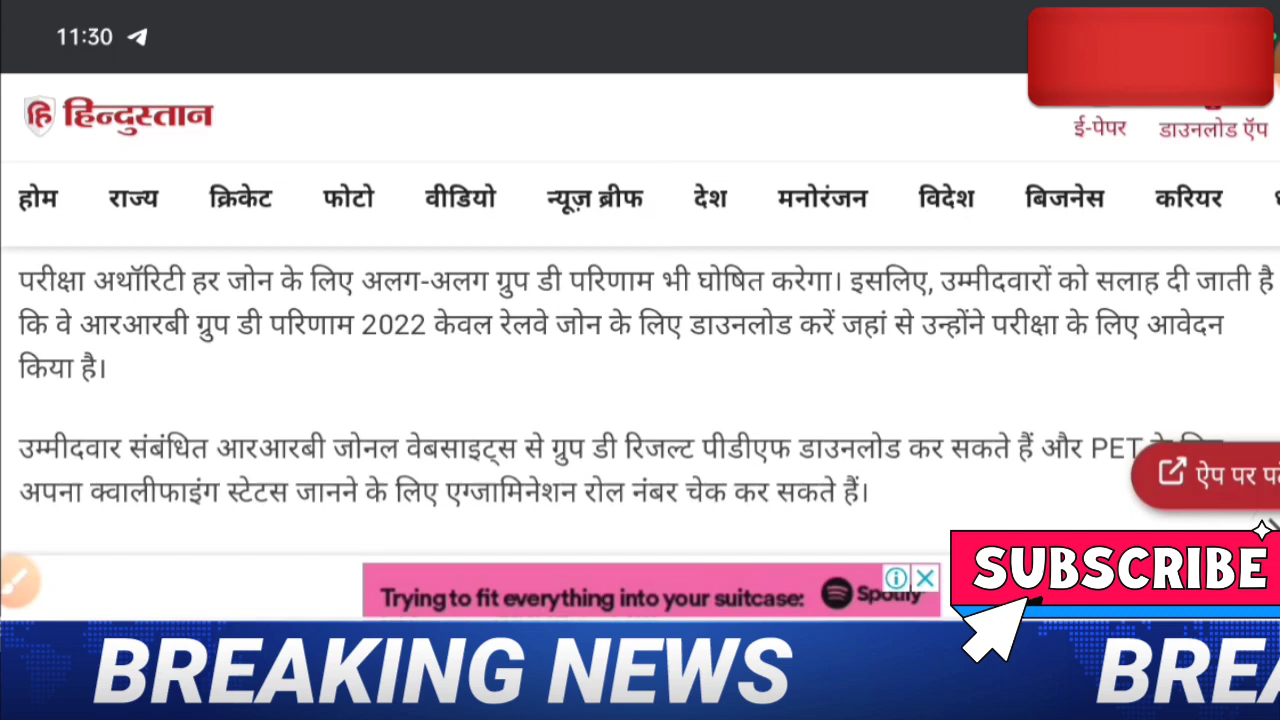 11:30
हि हिन्दुस्तान
ई-पेपर डाउनलोड ऍप
होम राज्य क्रिकेट फोटो वीडियो न्यूज़ ब्रीफ देश मनोरंजन विदेश बिजनेस करियर
परीक्षा अथॉरिटी हर जोन के लिए अलग-अलग ग्रुप डी परिणाम भी घोषित करेगा। इसलिए, उम्मीदवारों को सलाह दी जाती है
कि वे आरआरबी ग्रुप डी परिणाम 2022 केवल रेलवे जोन के लिए डाउनलोड करें जहां से उन्होंने परीक्षा के लिए आवेदन
किया है।
उम्मीदवार संबंधित आरआरबी जोनल वेबसाइट्स से ग्रुप डी रिजल्ट पीडीएफ डाउनलोड कर सकते हैं और PET
ऐप पर
अपना क्वालीफाइंग स्टेटस जानने के लिए एग्जामिनेशन रोल नंबर चेक कर सकते हैं।
SUBSCRIBE
Trying to fit everything into your suitcase: Spotify
BREAKING NEWS BREA